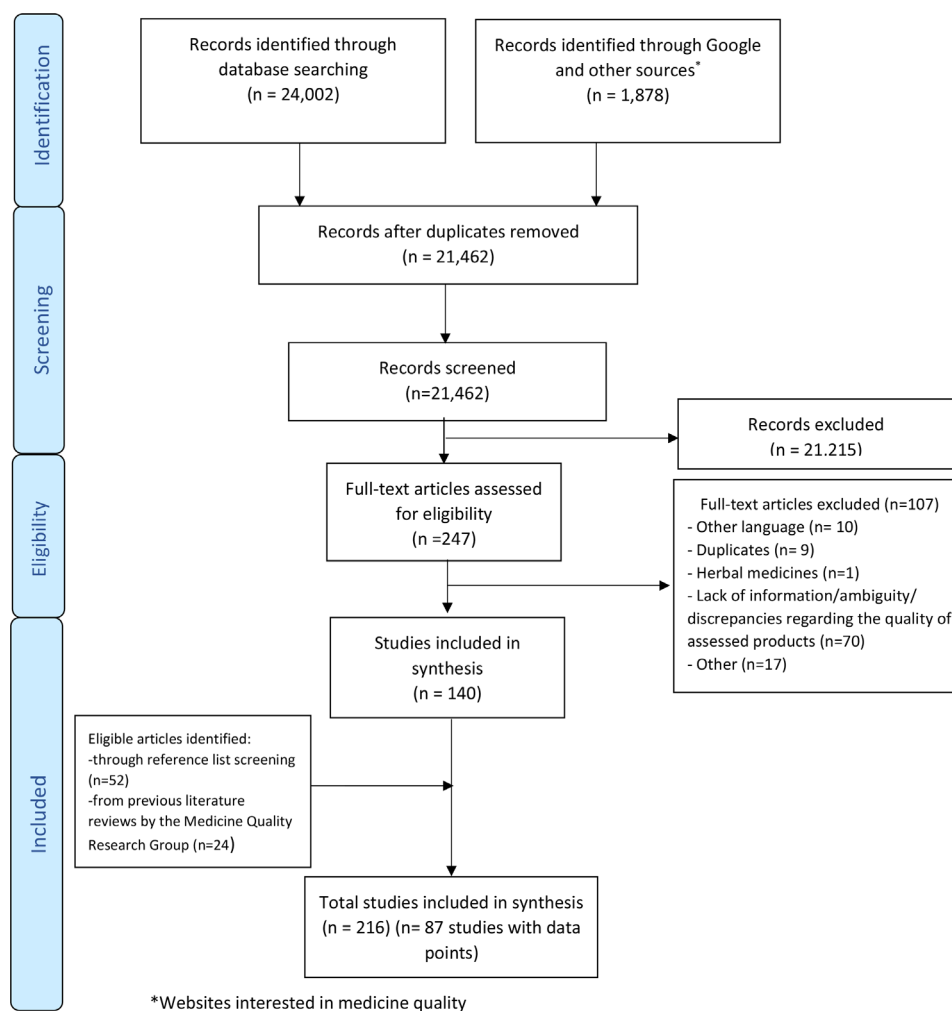 Identification
Records identified through
database searching
(n = 24,002)
Records identified through Google
and other sources*
(n = 1,878)
Screening
Records after duplicates removed
(n = 21,462)
Records screened
(n=21,462)
Records excluded
(n = 21.215)
Eligibility
Full-text articles assessed
for eligibility
(n =247)
Full-text articles excluded (n=107)
- Other language (n= 10)
- Duplicates (n= 9)
- Herbal medicines (n=1)
- Lack of information/ambiguity/
discrepancies regarding the quality of
assessed products (n=70)
- Other (n=17)
Included
Studies included in
synthesis
(n = 140)
Eligible articles identified:
-through reference list screening
(n=52)
-from previous literature
reviews by the Medicine Quality
Research Group (n=24)
Total studies included in synthesis
(n = 216) (n= 87 studies with data
points)
*Websites interested in medicine quality